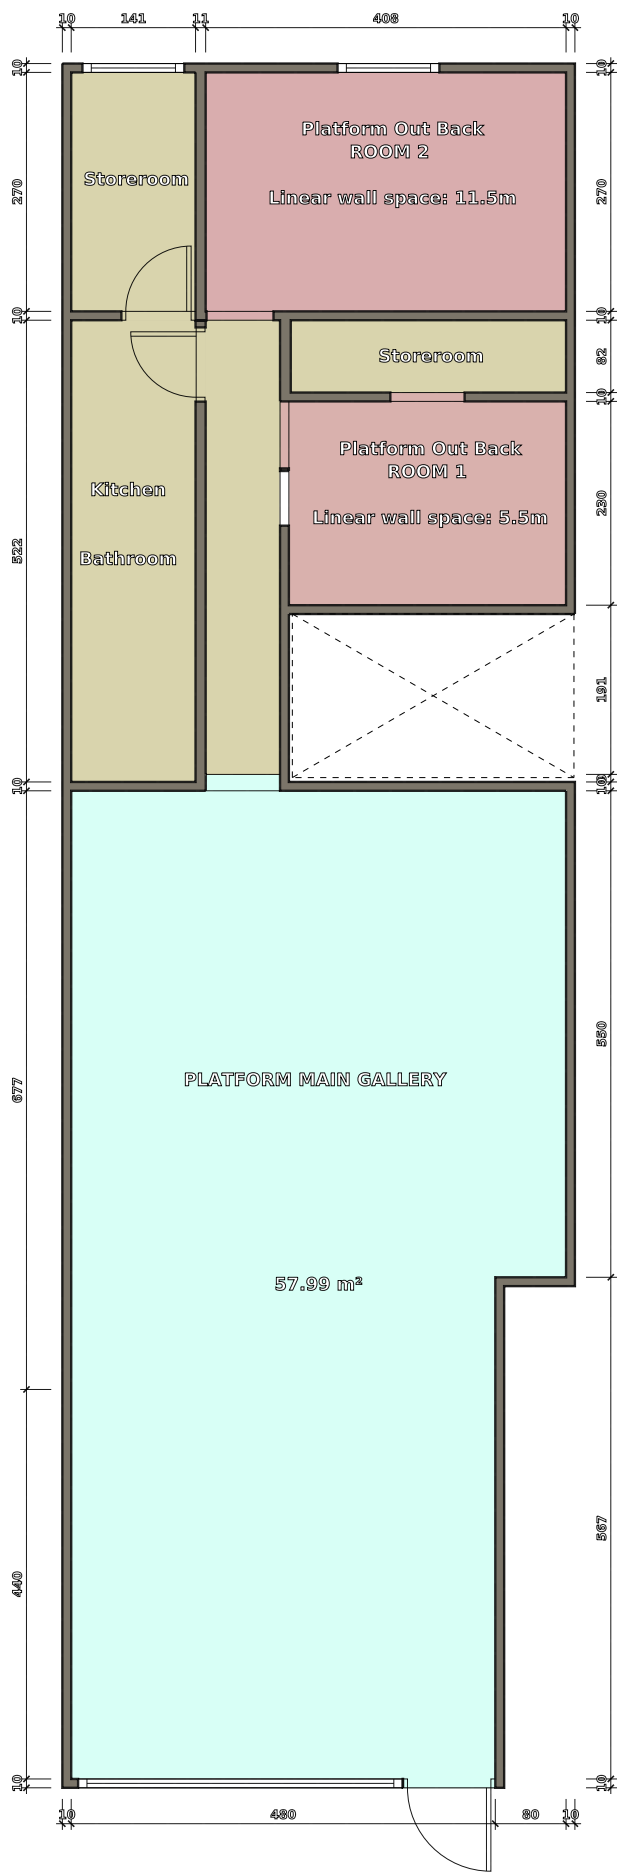 10 141 11 408 10
10
10
Platform Out Back
ROOM 2
Storeroom
Linear wall space: 11.5m
270
270
10
10
Storeroom
82
10
Platform Out Back
ROOM 1
Kitchen
Linear wall space: 5.5m
230
522
Bathroom
191
10
10
550
PLATFORM MAIN GALLERY
677
57.99 m²
567
440
10
10
10 480 80 10